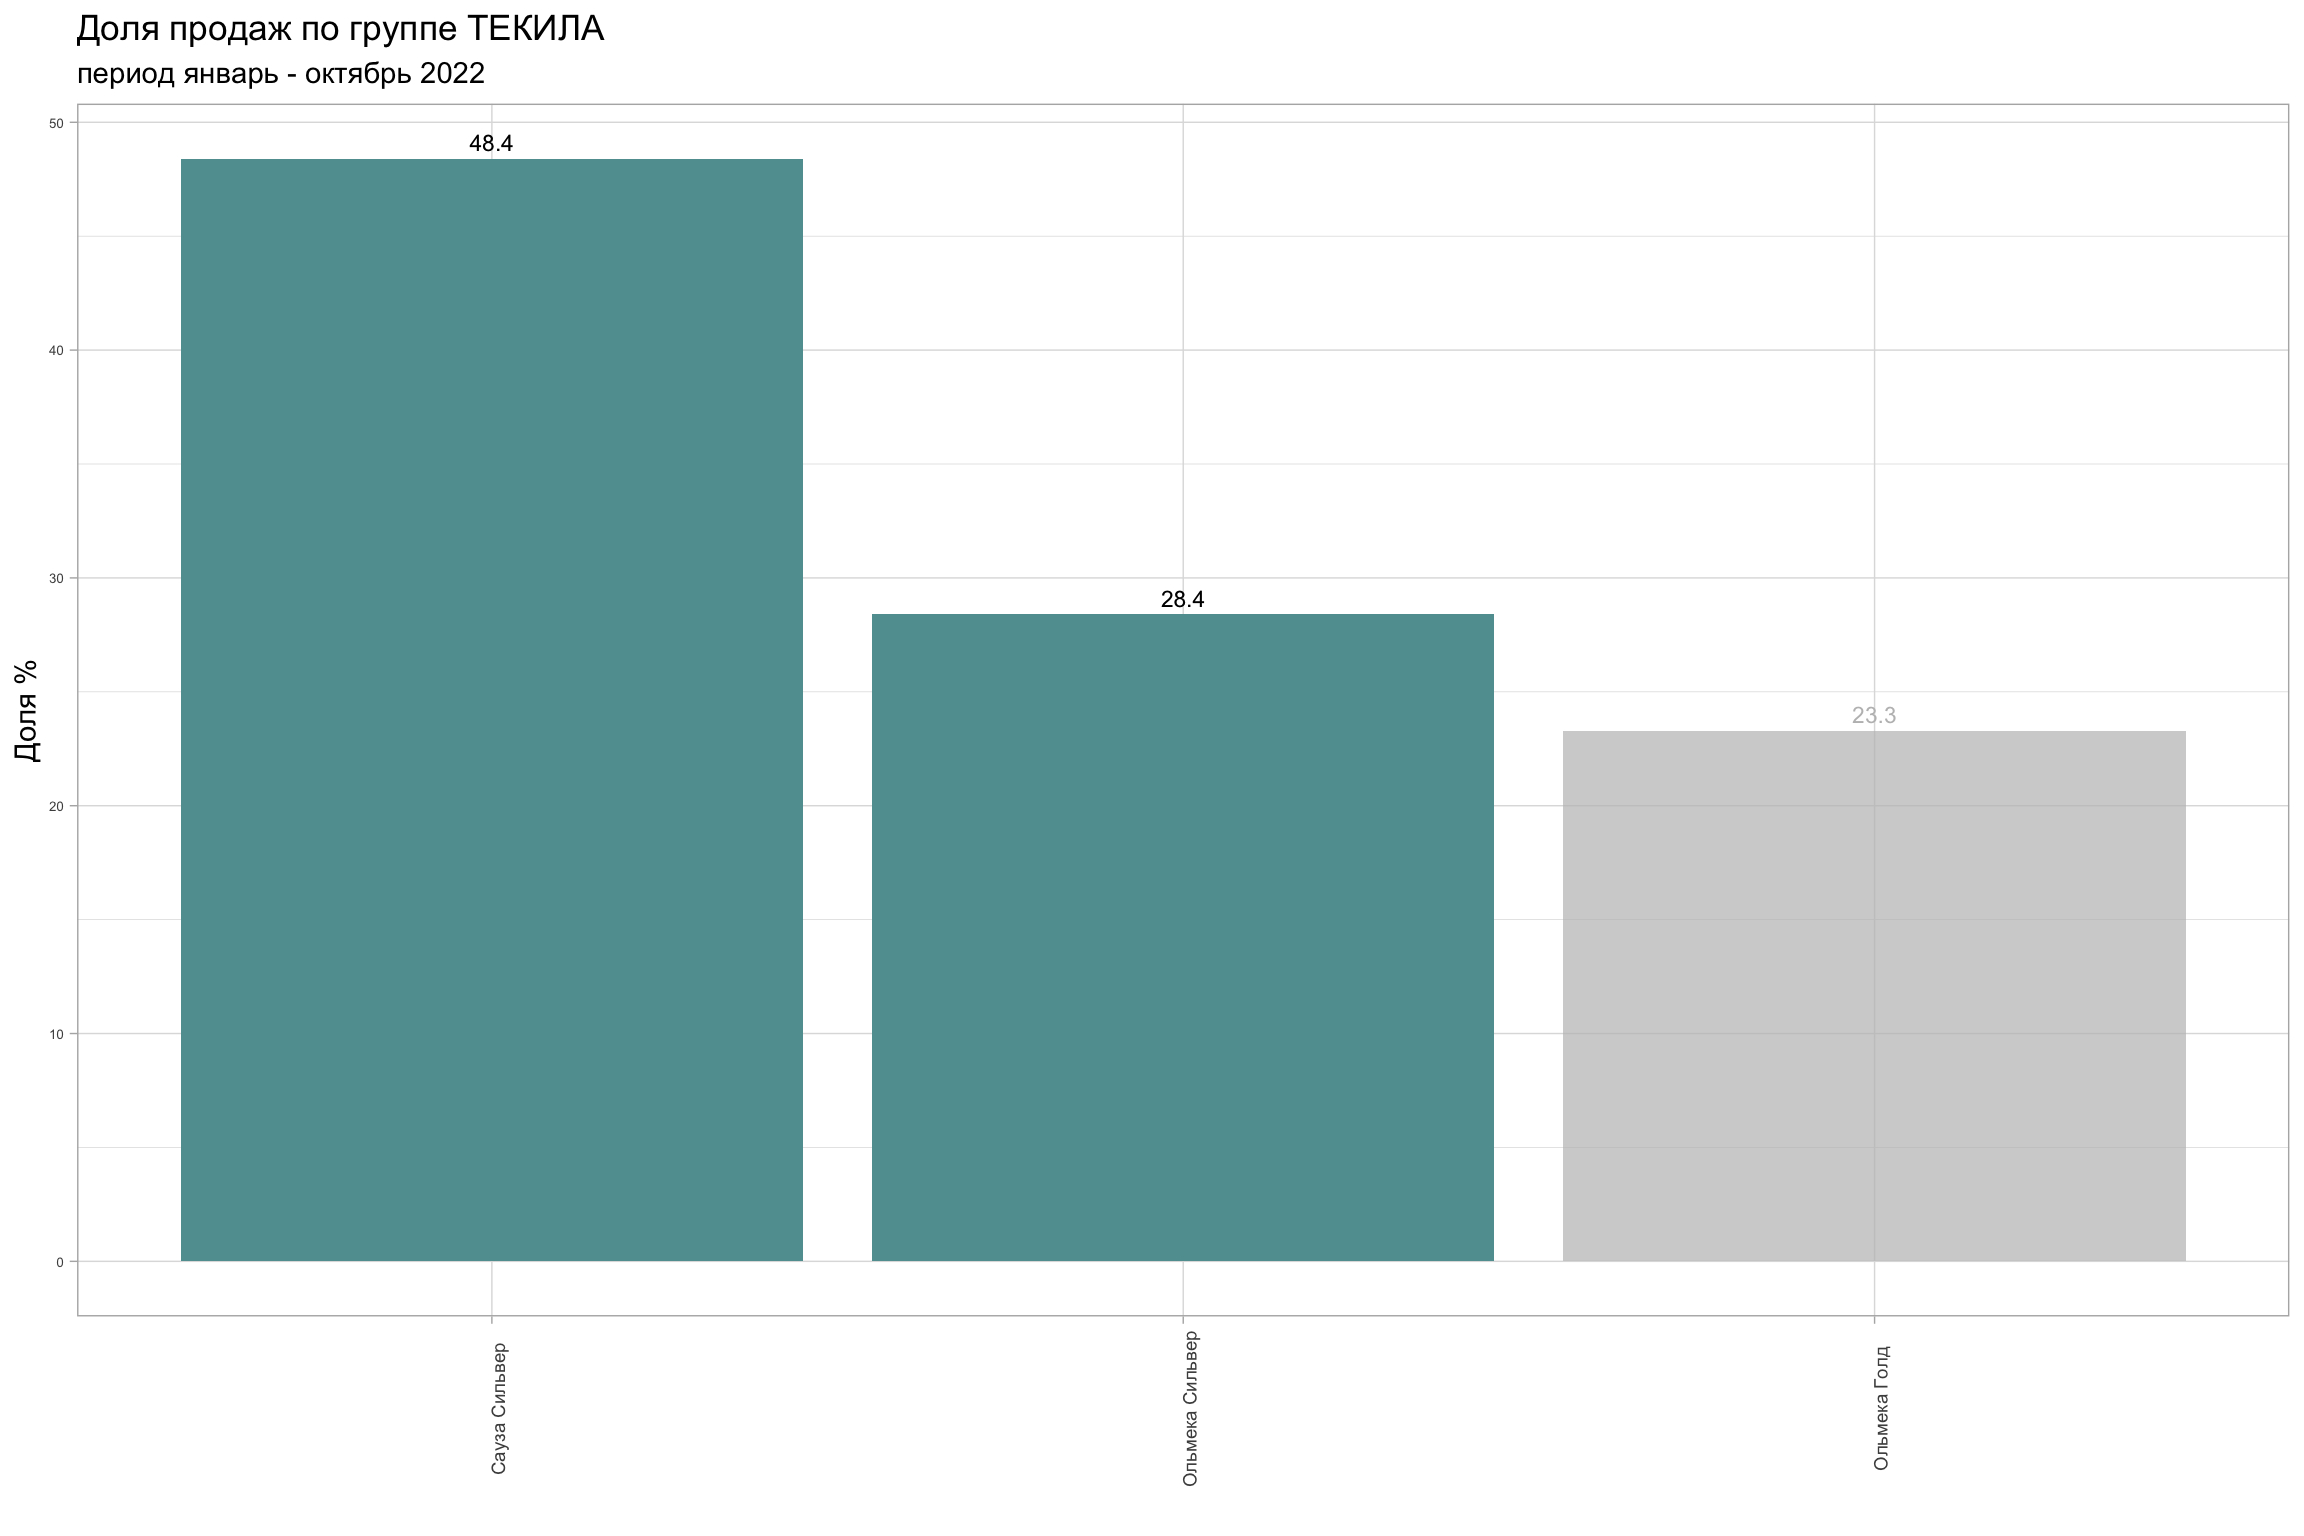 Доля продаж по группе ТЕКИЛА
период январь - октябрь 2022
Доля %
50
40
30
20
10
0
48.4
28.4
23.3
Сауза Сильвер
Ольмека Сильвер
Ольмека Голд